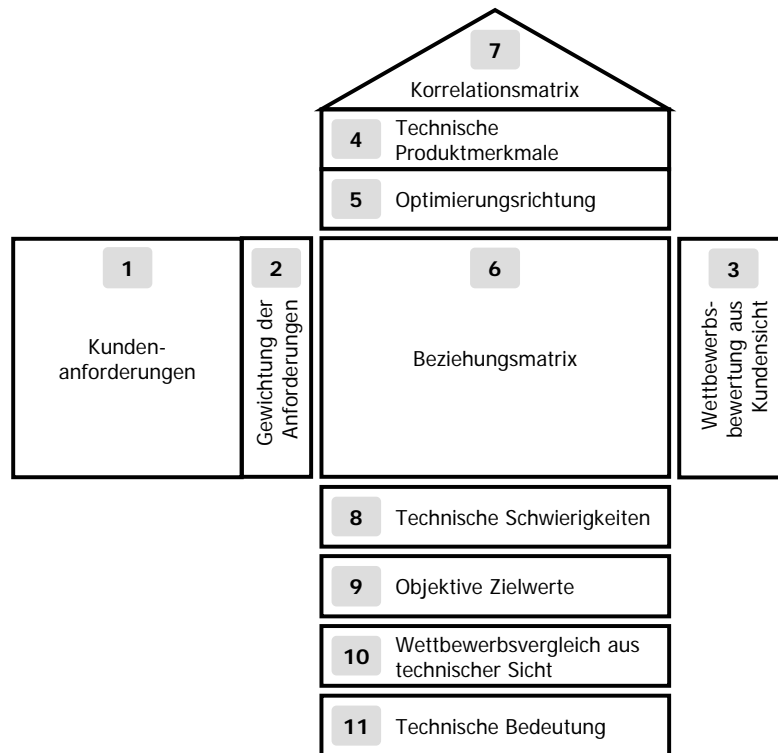 7
Korrelationsmatrix
4
Technische
Produktmerkmale
5
Optimierungsrichtung
1
Kunden-
anforderungen
2
Gewichtung der
Anforderungen
6
Beziehungsmatrix
3
Wettbewerbs-
bewertung aus
Kundensicht
8
Technische Schwierigkeiten
9
Objektive Zielwerte
10
Wettbewerbsvergleich aus
technischer Sicht
11
Technische Bedeutung